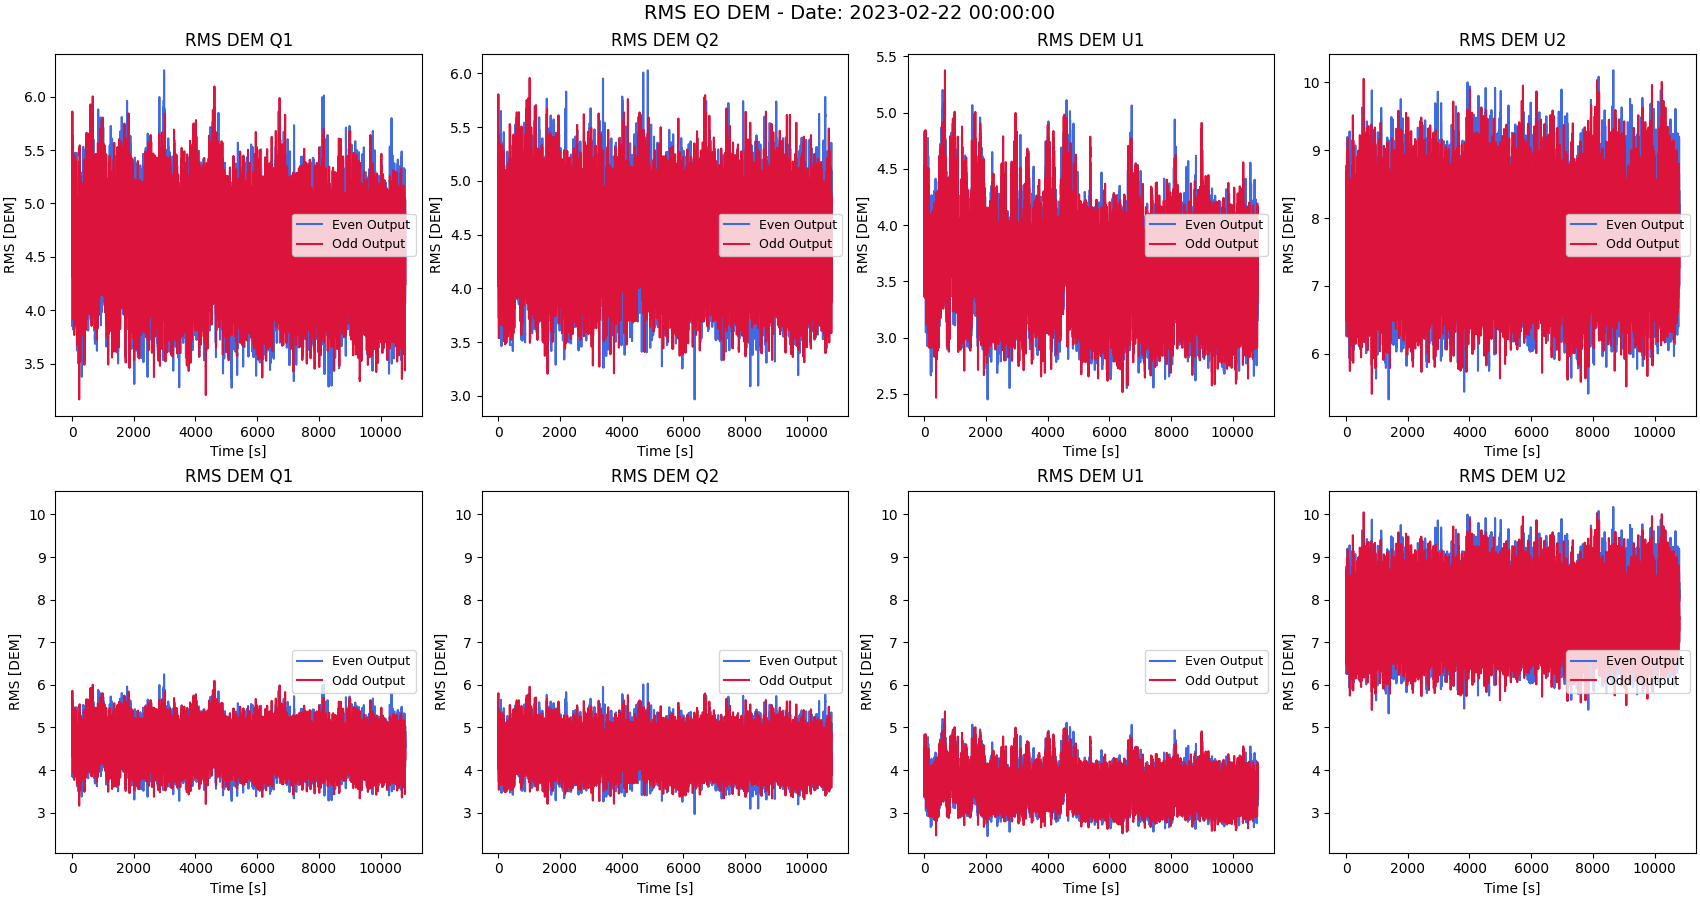 RMS EO DEM - Date: 2023-02-22 00:00:00
RMS DEM Q1
RMS [DEM]
6.0
5.5
5.0
4.5
4.0
3.5
Even Output
Odd Output
0 2000 4000 6000 8000 10000
Time [s]
RMS DEM Q2
RMS [DEM]
6.0
5.5
5.0
4.5
4.0
3.5
3.0
Even Output
Odd Output
0 2000 4000 6000 8000 10000
Time [s]
RMS DEM U1
RMS [DEM]
5.5
5.0
4.5
4.0
3.5
3.0
2.5
Even Output
Odd Output
0 2000 4000 6000 8000 10000
Time [s]
RMS DEM U2
RMS [DEM]
10
9
8
7
6
Even Output
Odd Output
0 2000 4000 6000 8000 10000
Time [s]
RMS DEM Q1
RMS [DEM]
10
9
8
7
6
5
4
3
Even Output
Odd Output
0 2000 4000 6000 8000 10000
Time [s]
RMS DEM Q2
RMS [DEM]
10
9
8
7
6
5
4
3
Even Output
Odd Output
0 2000 4000 6000 8000 10000
Time [s]
RMS DEM U1
RMS [DEM]
10
9
8
7
6
5
4
3
Even Output
Odd Output
0 2000 4000 6000 8000 10000
Time [s]
RMS DEM U2
RMS [DEM]
10
9
8
7
6
5
4
3
Even Output
Odd Output
0 2000 4000 6000 8000 10000
Time [s]